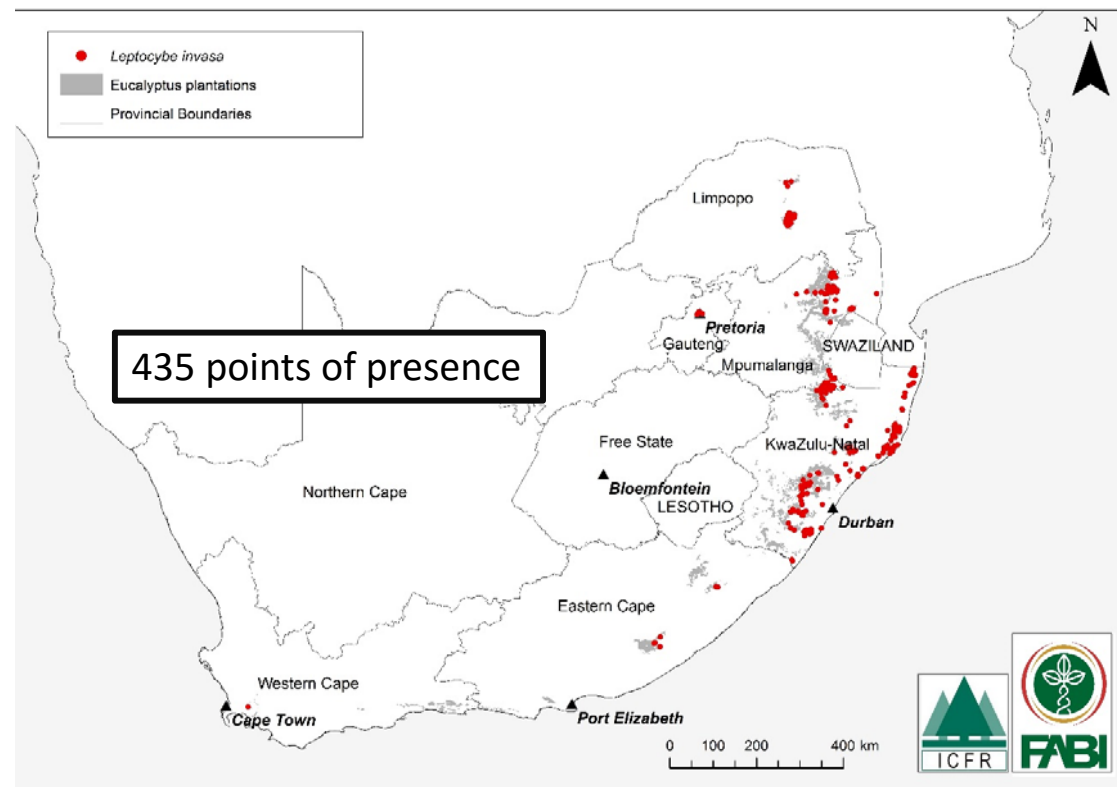 Leptocybe invasa
Eucalyptus plantations
Provincial Boundaries
N
Limpopo
Pretoria
Gauteng
SWAZILAND
Mpumalanga
435 points of presence
Free State
KwaZulu-Natal
Bloemfontein
Northern Cape
LESOTHO
Durban
Eastern Cape
Western Cape
Cape Town
Port Elizabeth
0 100 200 400 km
ICFR
FABI